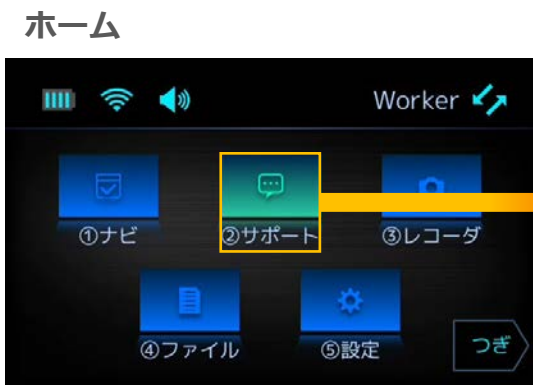 ホーム
Worker
①ナビ
②サポート
③レコーダ
④ファイル
⑤設定
つぎ